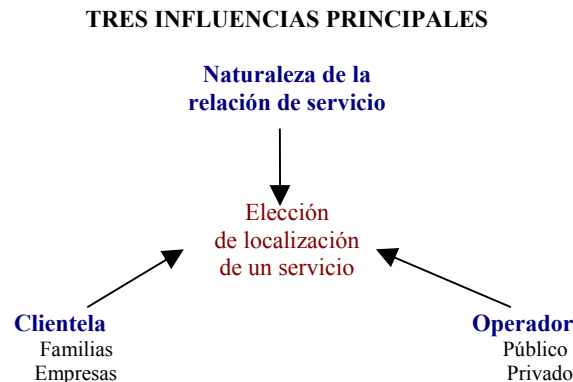 TRES INFLUENCIAS PRINCIPALES
Naturaleza de la
relación de servicio
Elección
de localización
de un servicio
Clientela
Familias
Empresas
Operador
Público
Privado